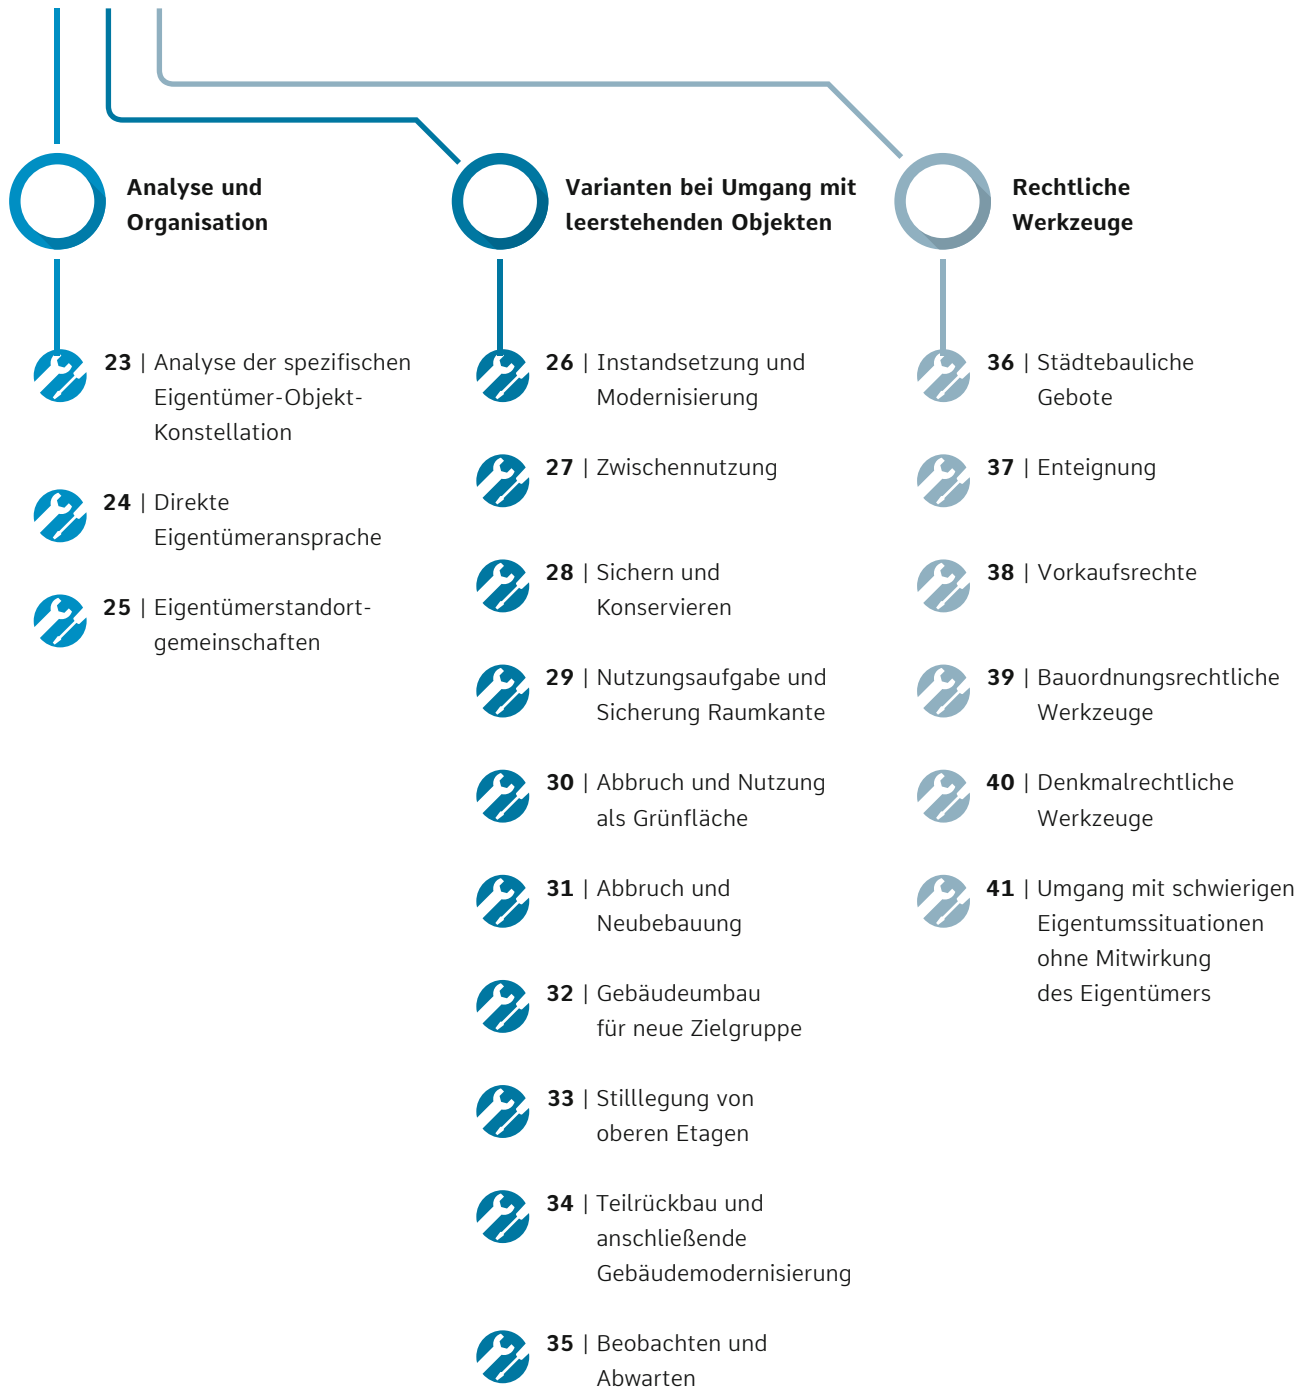 Analyse und
Organisation
23 | Analyse der spezifischen
Eigentümer-Objekt-
Konstellation
24 | Direkte
Eigentümeransprache
25 | Eigentümerstandort-
gemeinschaften
Varianten bei Umgang mit
leerstehenden Objekten
26 | Instandsetzung und
Modernisierung
27 | Zwischennutzung
28 | Sichern und
Konservieren
29 | Nutzungsaufgabe und
Sicherung Raumkante
30 | Abbruch und Nutzung
als Grünfläche
31 | Abbruch und
Neubebauung
32 | Gebäudeumbau
für neue Zielgruppe
33 | Stilllegung von
oberen Etagen
34 | Teilrückbau und
anschließende
Gebäudemodernisierung
35 | Beobachten und
Abwarten
Rechtliche
Werkzeuge
36 | Städtebauliche
Gebote
37 | Enteignung
38 | Vorkaufsrechte
39 | Bauordnungsrechtliche
Werkzeuge
40 | Denkmalrechtliche
Werkzeuge
41 | Umgang mit schwierigen
Eigentumssituationen
ohne Mitwirkung
des Eigentümers